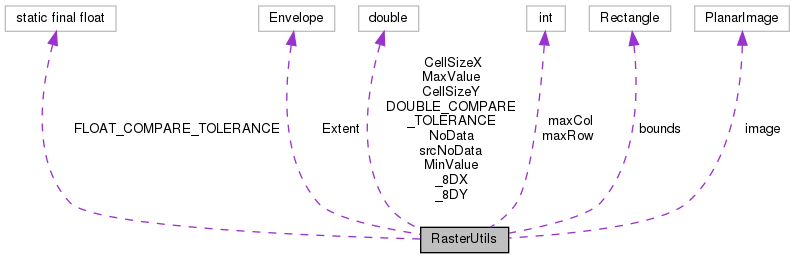 static final float
Envelope
double
int
Rectangle
PlanarImage
FLOAT_COMPARE_TOLERANCE
Extent
CellSizeX
MaxValue
CellSizeY
DOUBLE_COMPARE
_TOLERANCE
NoData
srcNoData
MinValue
_8DX
_8DY
maxCol
maxRow
bounds
image
RasterUtils